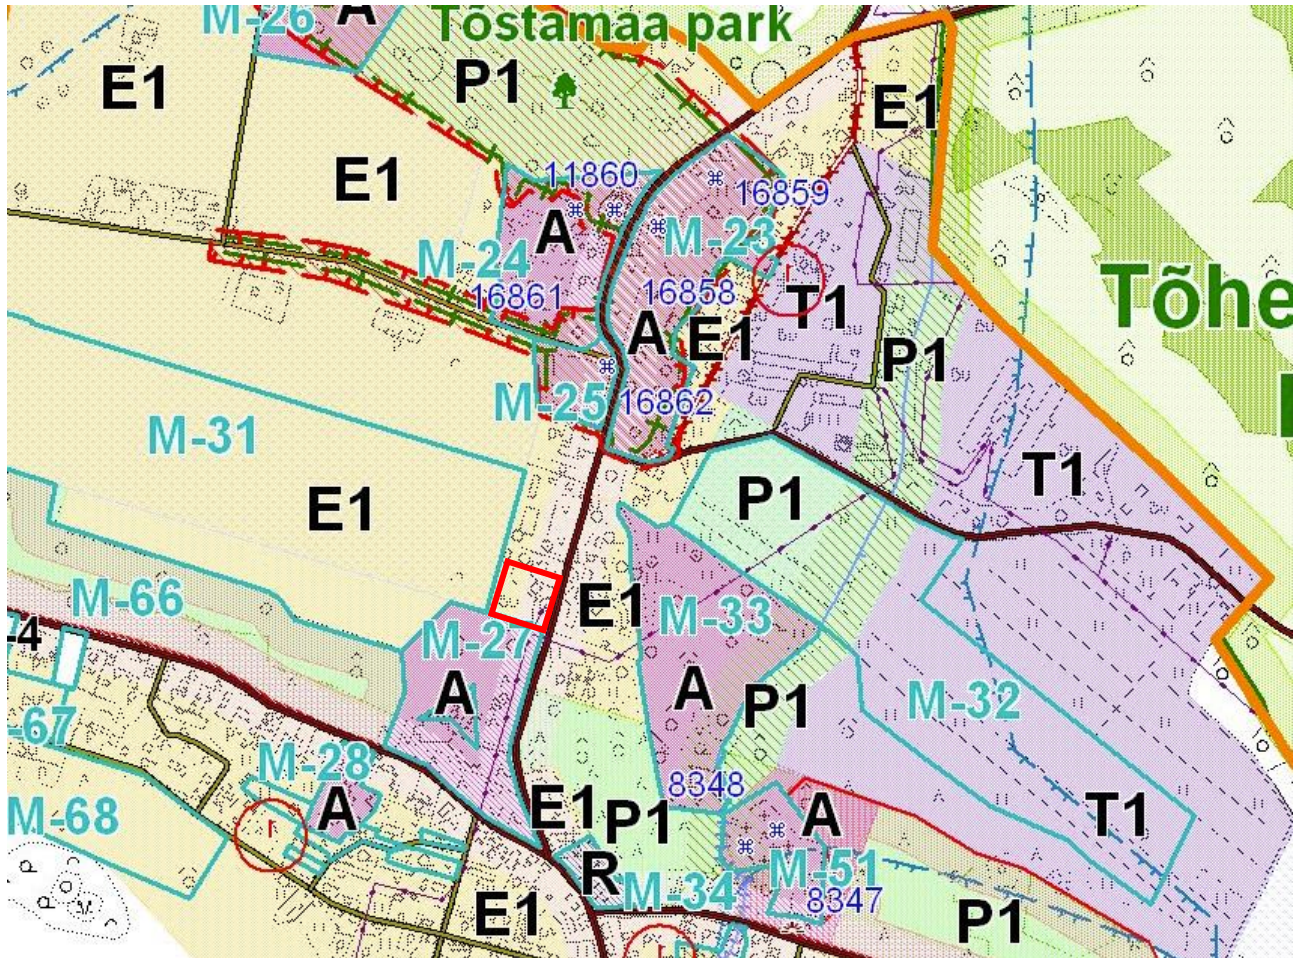 M-26
A
Tõstamaa park
E1
P1
E1
E1
11860
16859
A
M-23
M-24
16861
16858
T1
Tõhe
A
E1
P1
M-25
16862
M-31
E1
P1
T1
M-66
E1
M-33
-4
M-27
A
A
P1
M-32
-67
M-28
8348
E1
P1
A
T1
M-68
A
R
M-51
M-34
8347
E1
P1